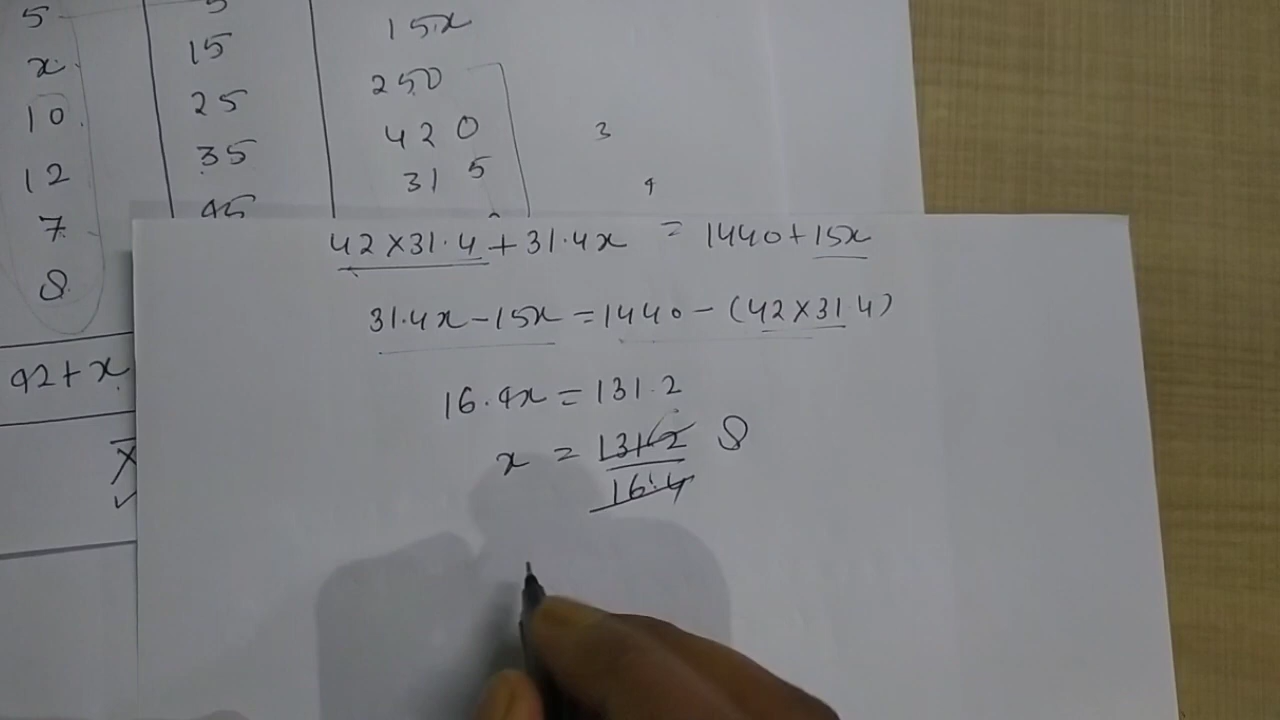 5 5 15x
x 15 250
10 25 420
12 35 315
7 45
8
42+x
x̅
3
4
42×31.4+31.4x = 1440+15x
31.4x-15x=1440-(42×31.4)
16.4x=131.2
x = 131.2 8
16.4